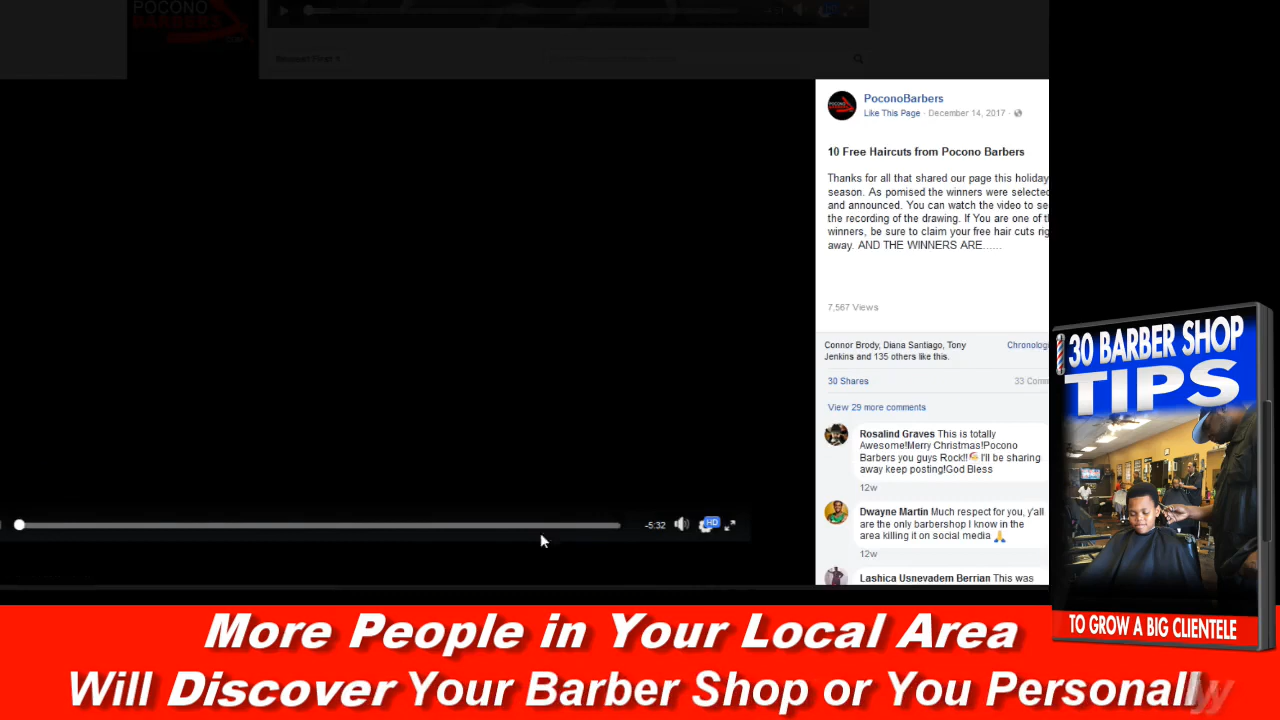 POCONO
BARBERS
PoconoBarbers
Like This Page · December 14, 2017 ·
10 Free Haircuts from Pocono Barbers
Thanks for all that shared our page this holiday
season. As pomised the winners were selected
and announced. You can watch the video to se
the recording of the drawing. If You are one of t
winners, be sure to claim your free hair cuts rig
away. AND THE WINNERS ARE......
7,567 Views
Connor Brody, Diana Santiago, Tony
Jenkins and 135 others like this.
Chronolog
30 Shares
33 Comm
View 29 more comments
Rosalind Graves This is totally
Awesome!Merry Christmas!Pocono
Barbers you guys Rock!!🎅I'll be sharing
away keep posting!God Bless
12w
Dwayne Martin Much respect for you, y'all
are the only barbershop I know in the
area killing it on social media 🙏
12w
Lashica Usnevadem Berrian This was
-5:32
HD
30 BARBER SHOP
TIPS
TO GROW A BIG CLIENTELE
More People in Your Local Area
Will Discover Your Barber Shop or You Personally